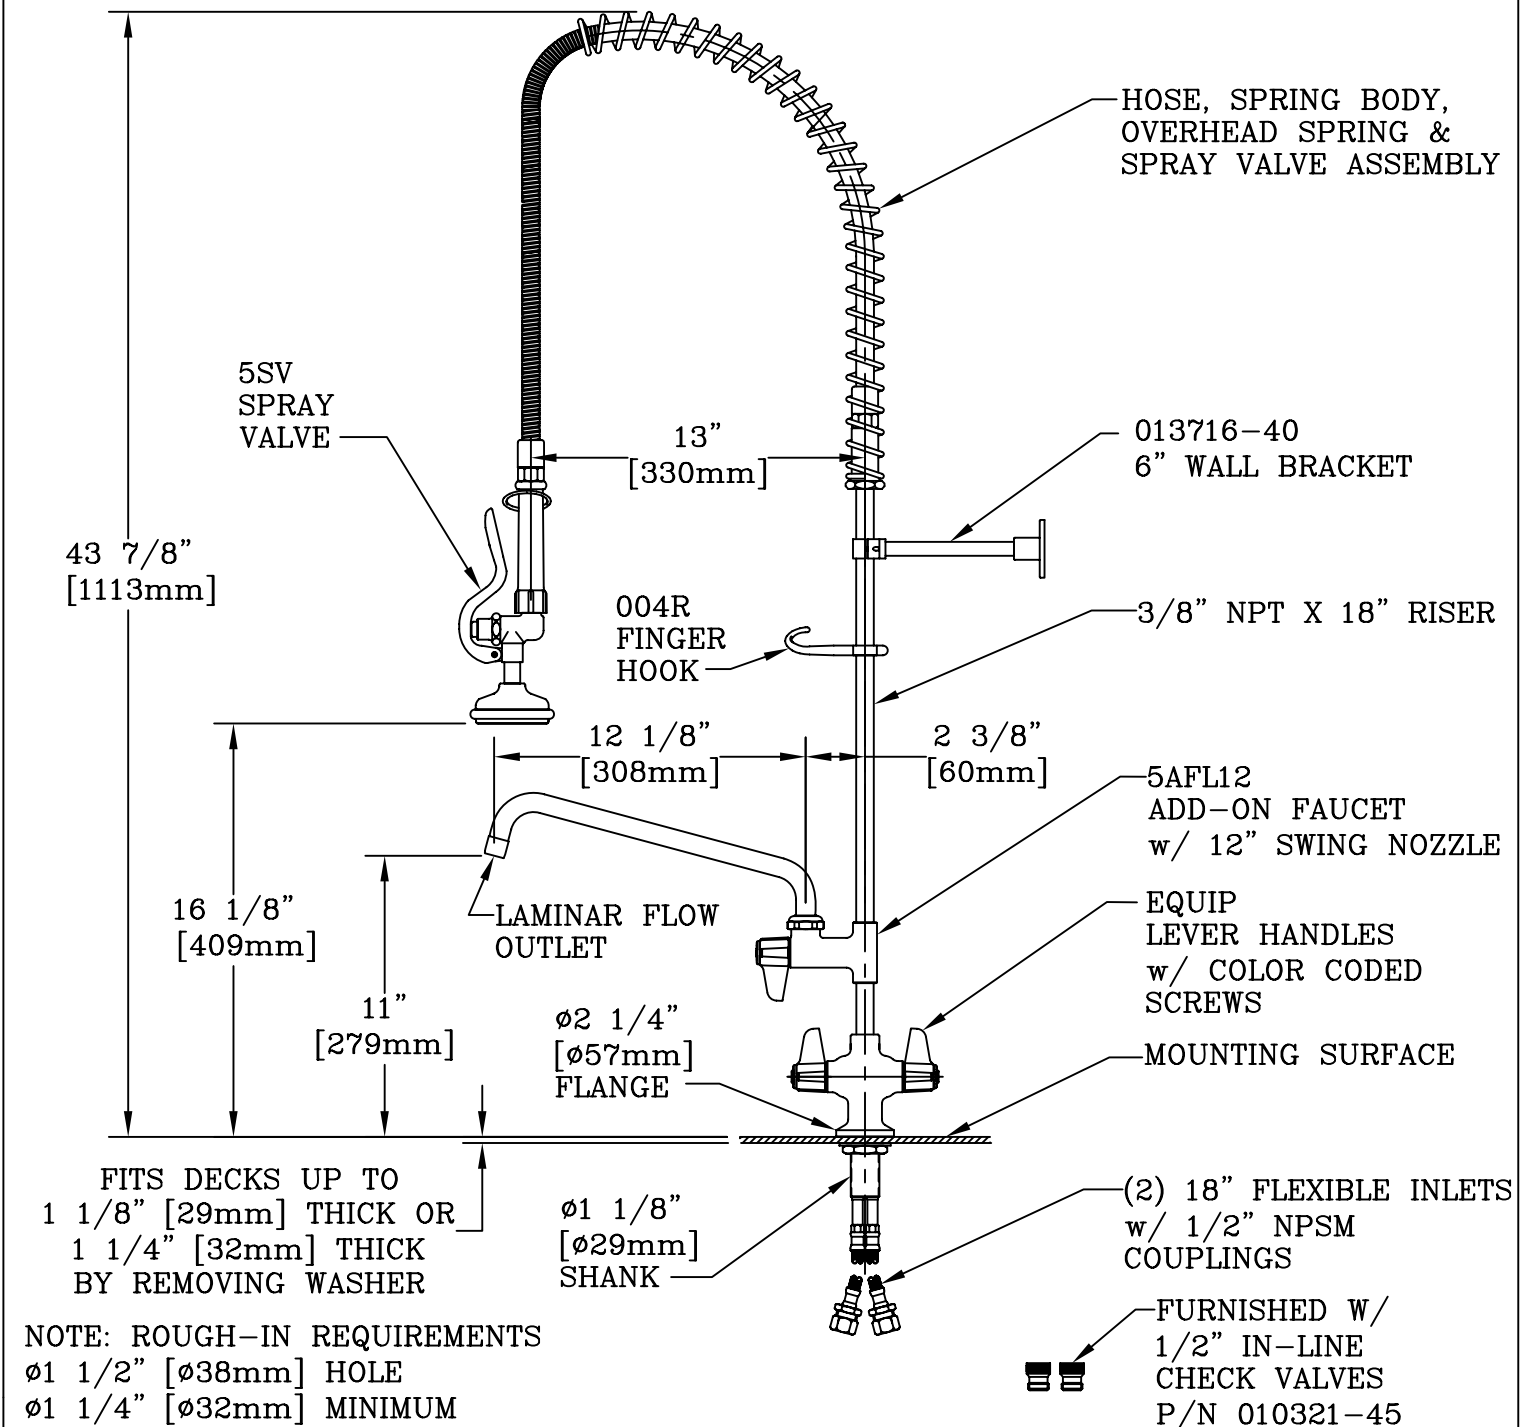 HOSE, SPRING BODY,
OVERHEAD SPRING &
SPRAY VALVE ASSEMBLY
5SV
SPRAY
VALVE
13"
[330mm]
013716-40
6" WALL BRACKET
43 7/8"
[1113mm]
004R
FINGER
HOOK
3/8" NPT X 18" RISER
12 1/8"
[308mm]
2 3/8"
[60mm]
5AFL12
ADD-ON FAUCET
w/ 12" SWING NOZZLE
16 1/8"
[409mm]
LAMINAR FLOW
OUTLET
EQUIP
LEVER HANDLES
w/ COLOR CODED
SCREWS
11"
[279mm]
ø2 1/4"
[ø57mm]
FLANGE
MOUNTING SURFACE
FITS DECKS UP TO
1 1/8" [29mm] THICK OR
1 1/4" [32mm] THICK
BY REMOVING WASHER
ø1 1/8"
[ø29mm]
SHANK
(2) 18" FLEXIBLE INLETS
w/ 1/2" NPSM
COUPLINGS
NOTE: ROUGH-IN REQUIREMENTS
ø1 1/2" [ø38mm] HOLE
ø1 1/4" [ø32mm] MINIMUM
FURNISHED W/
1/2" IN-LINE
CHECK VALVES
P/N 010321-45